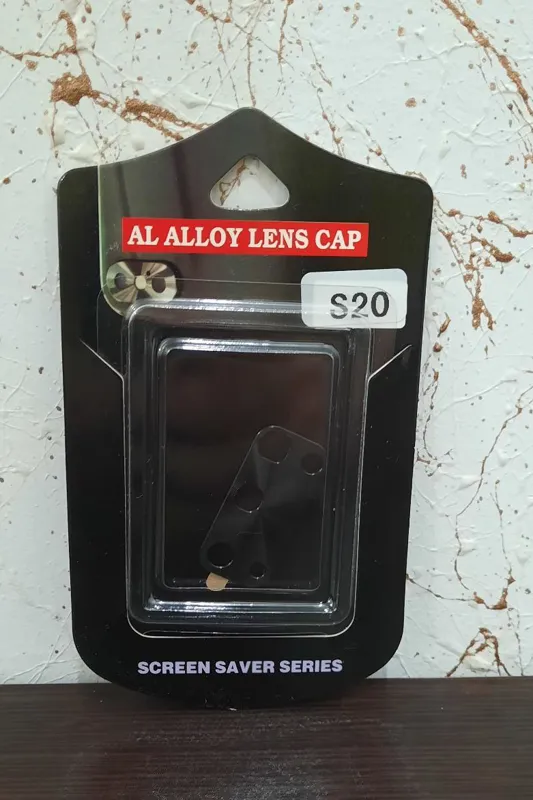 AL ALLOY LENS CAP
S20
SCREEN SAVER SERIES